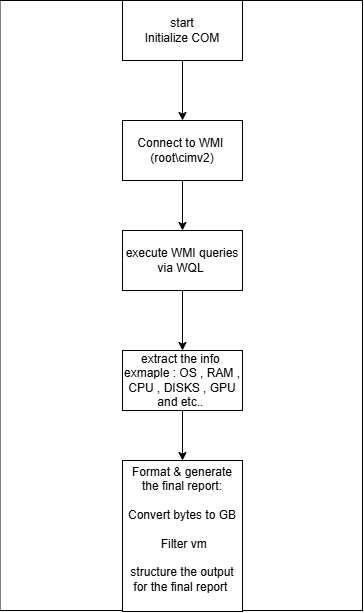 start
Initialize COM
Connect to WMI
(root\cimv2)
execute WMI queries
via WQL
extract the info
exmaple : OS , RAM ,
CPU , DISKS , GPU
and etc..
Format & generate
the final report:
Convert bytes to GB
Filter vm
structure the output
for the final report